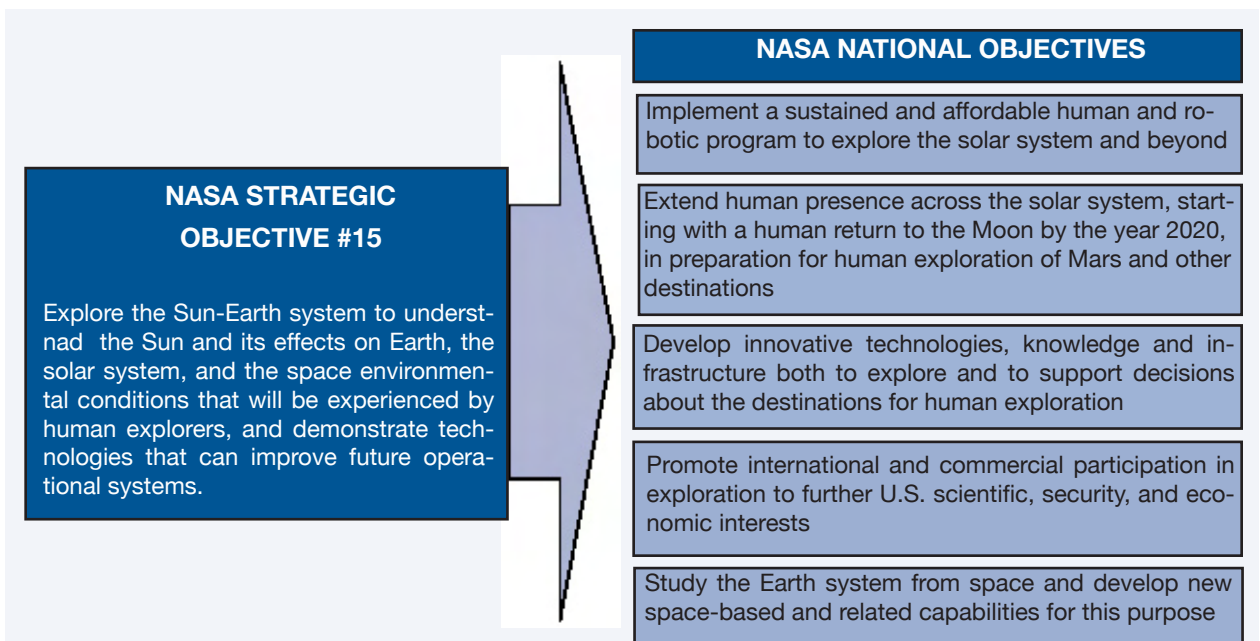 NASA STRATEGIC
OBJECTIVE #15
Explore the Sun-Earth system to underst-
nad the Sun and its effects on Earth, the
solar system, and the space environmen-
tal conditions that will be experienced by
human explorers, and demonstrate tech-
nologies that can improve future opera-
tional systems.
NASA NATIONAL OBJECTIVES
Implement a sustained and affordable human and ro-
botic program to explore the solar system and beyond
Extend human presence across the solar system, start-
ing with a human return to the Moon by the year 2020,
in preparation for human exploration of Mars and other
destinations
Develop innovative technologies, knowledge and in-
frastructure both to explore and to support decisions
about the destinations for human exploration
Promote international and commercial participation in
exploration to further U.S. scientific, security, and eco-
nomic interests
Study the Earth system from space and develop new
space-based and related capabilities for this purpose